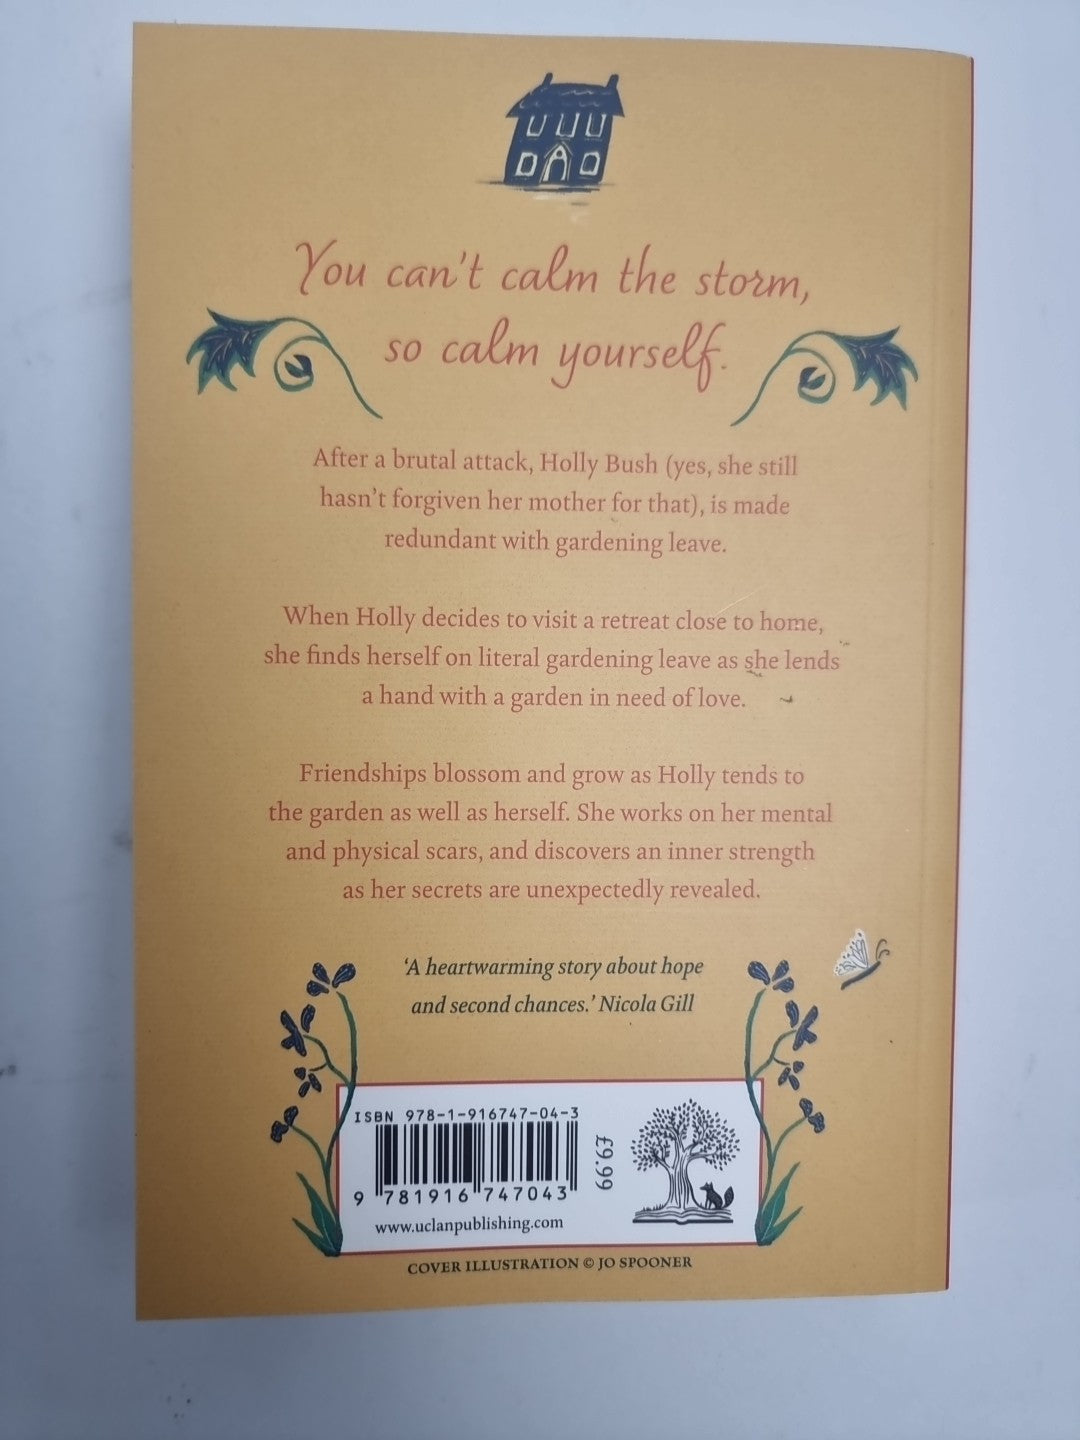 You can't calm the storm,
so calm yourself.
After a brutal attack, Holly Bush (yes, she still
hasn't forgiven her mother for that), is made
redundant with gardening leave.
When Holly decides to visit a retreat close to home,
she finds herself on literal gardening leave as she lends
a hand with a garden in need of love.
Friendships blossom and grow as Holly tends to
the garden as well as herself. She works on her mental
and physical scars, and discovers an inner strength
as her secrets are unexpectedly revealed.
‘A heartwarming story about hope
and second chances.’ Nicola Gill
ISBN 978-1-916747-04-3
9 781916 747043
£9.99
www.uclanpublishing.com
COVER ILLUSTRATION © JO SPOONER